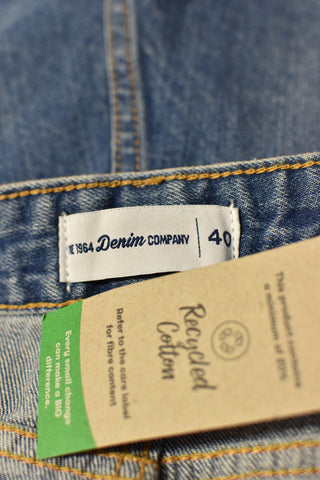 1964 Denim COMPANY | 40
Recycled
Cotton
Refer to the care label
for fibre content
This product contains
a minimum of 20%
Every small change
can make a BIG
difference.